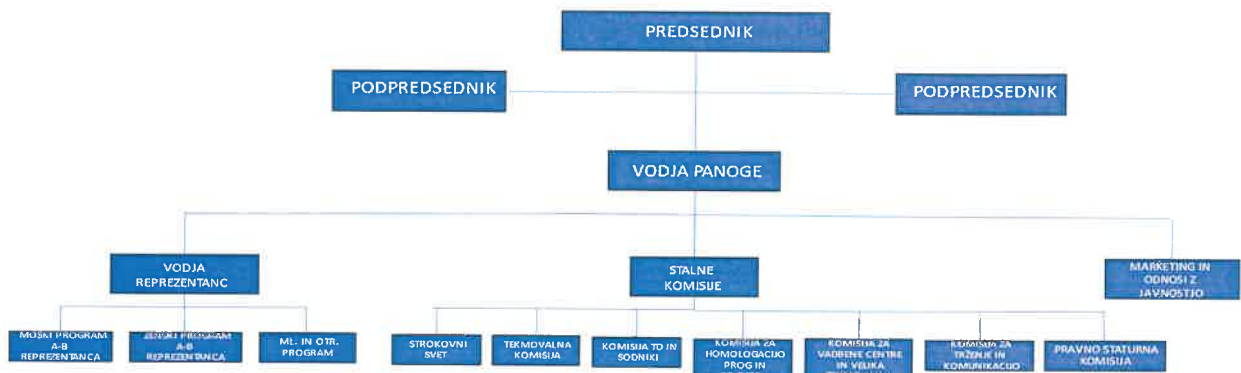 PREDSEDNIK
PODPREDSEDNIK
PODPREDSEDNIK
VODJA PANOGE
VODJA
REPREZENTANC
STALNE
KOMISIJE
MARKETING IN
ODNOSI Z
JAVNOSTJO
MOŠKI PROGRAM
A-B
REPREZENTANCA
ŽENSKI PROGRAM
A-B
REPREZENTANCA
ML. IN OTR.
PROGRAM
STROKOVNI
SVET
TEKMOVALNA
KOMISIJA
KOMISIJA TD IN
SODNIKI
KOMISIJA ZA
HOMOLOGACIJO
PROG IN
KOMISIJA ZA
VADBENE CENTRE
IN VELIKA
KOMISIJA ZA
TRŽENJE IN
KOMUNIKACIJO
PRAVNO STATURNA
KOMISIJA